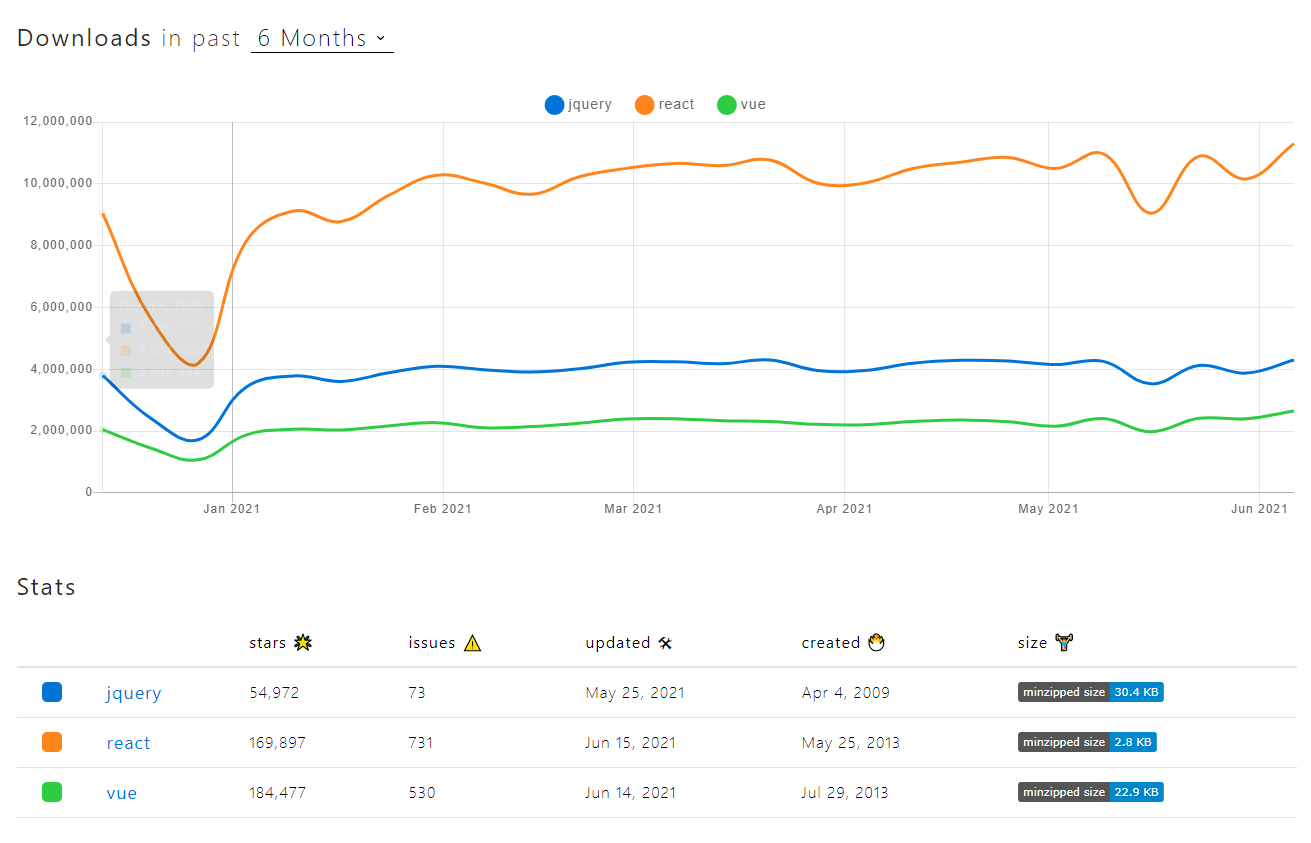 Downloads in past 6 Months
jquery react vue
12,000,000
10,000,000
8,000,000
6,000,000
4,000,000
2,000,000
0
Jan 2021 Feb 2021 Mar 2021 Apr 2021 May 2021 Jun 2021
Stats
stars issues updated created size
jquery 54,972 73 May 25, 2021 Apr 4, 2009 minzipped size 30.4 KB
react 169,897 731 Jun 15, 2021 May 25, 2013 minzipped size 2.8 KB
vue 184,477 530 Jun 14, 2021 Jul 29, 2013 minzipped size 22.9 KB